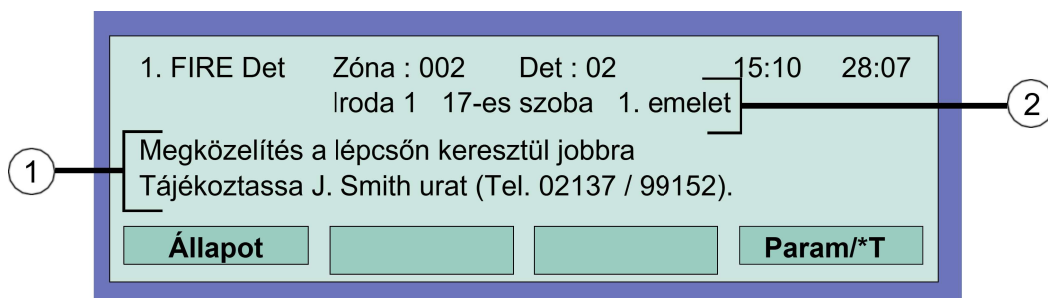 1. FIRE Det Zóna : 002 Det : 02 15:10 28:07
Iroda 1 17-es szoba 1. emelet
2
1
Megközelítés a lépcsőn keresztül jobbra
Tájékoztassa J. Smith urat (Tel. 02137 / 99152).
Állapot Param/*T